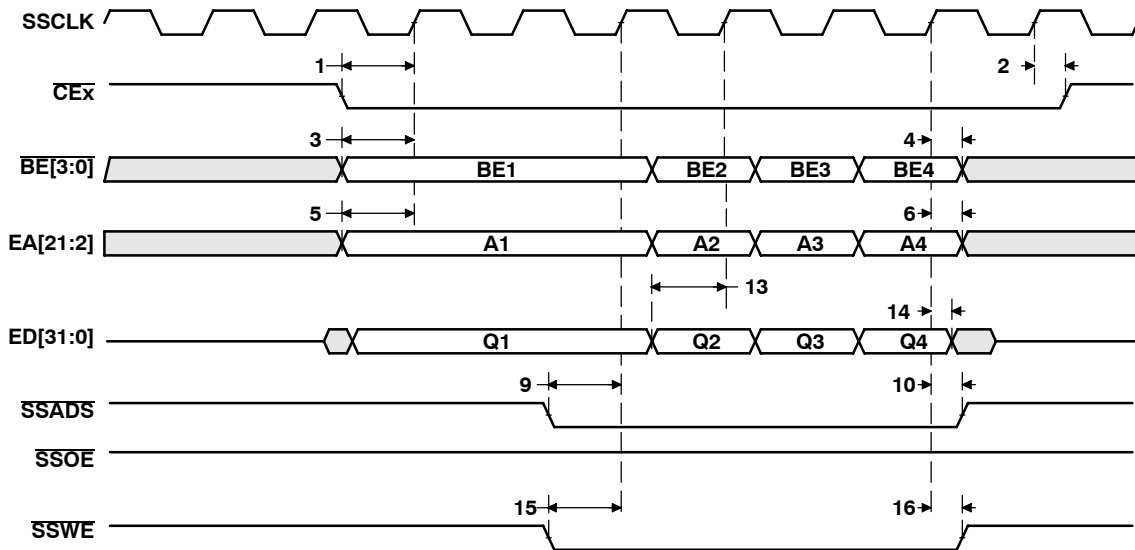 SSCLK
1 2
CEx
3 4
BE[3:0] BE1 BE2 BE3 BE4
5 6
EA[21:2] A1 A2 A3 A4
13
14
ED[31:0] Q1 Q2 Q3 Q4
9 10
SSADS
SSOE
15 16
SSWE